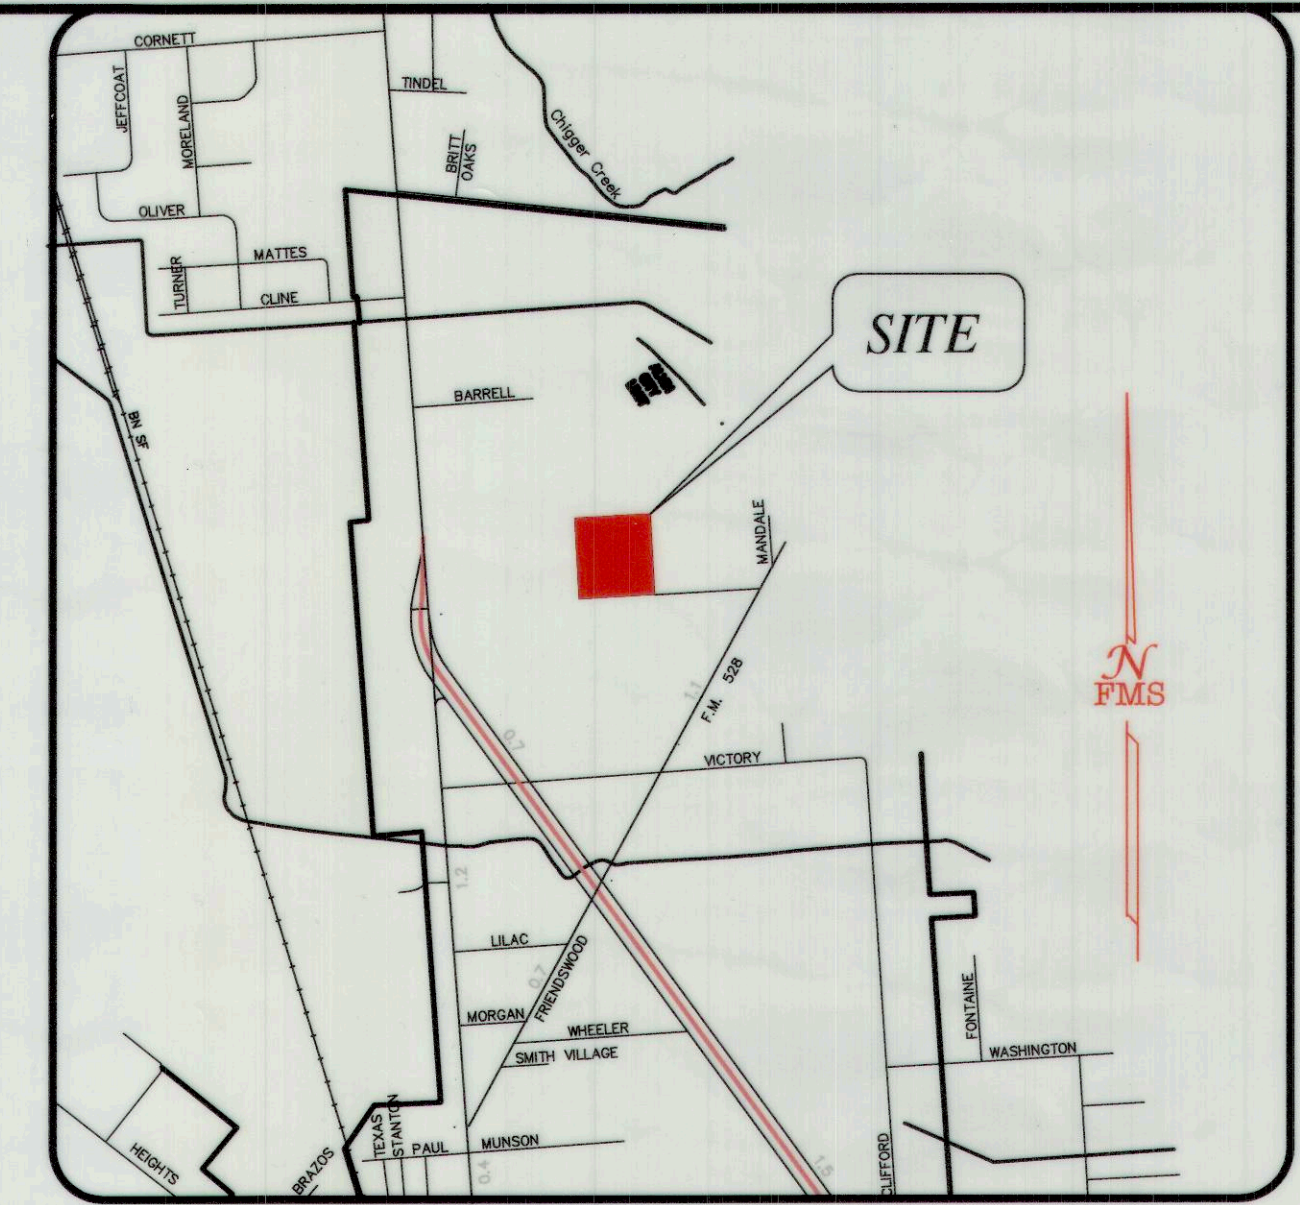 CORNETT
TINDEL
JEFFCOAT
MORELAND
BRITT
OAKS
Chigger Creek
OLIVER
MATTES
TURNER
CLINE
SITE
BARRELL
BN SF
MANDALE
F.M. 528
1.1
N
FMS
0.7
VICTORY
1.2
LILAC
0.7
FRIENDSWOOD
MORGAN
WHEELER
SMITH VILLAGE
FONTAINE
WASHINGTON
TEXAS
STANTON
PAUL
MUNSON
HEIGHTS
BRAZOS
0.4
1.5
CLIFFORD